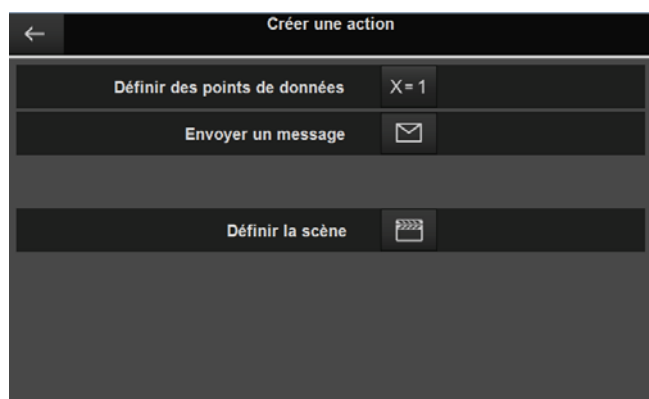 Créer une action
Définir des points de données X=1
Envoyer un message
Définir la scène